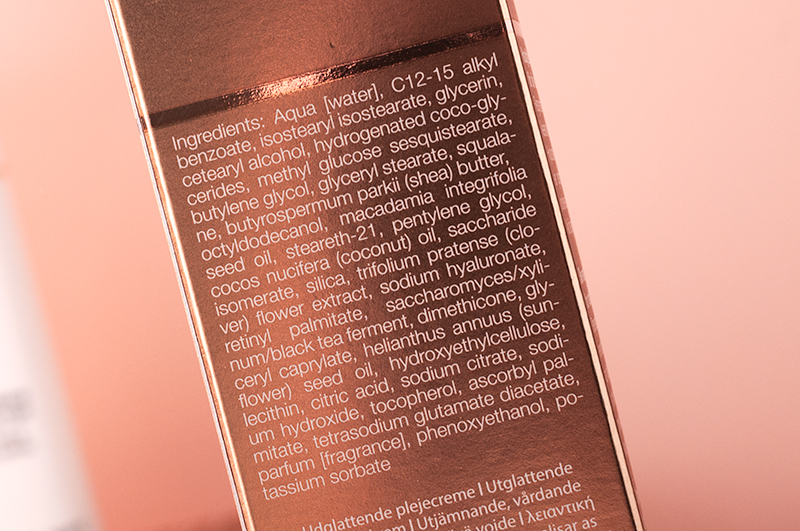 Ingredients: Aqua [water], C12-15 alkyl
benzoate, isostearyl isostearate, glycerin,
cetearyl alcohol, hydrogenated coco-gly-
cerides, methyl glucose sesquistearate,
butylene glycol, glyceryl stearate, squala-
ne, butyrospermum parkii (shea) butter,
octyldodecanol, macadamia integrifolia
seed oil, steareth-21, pentylene glycol,
cocos nucifera (coconut) oil, saccharide
isomerate, silica, trifolium pratense (clo-
ver) flower extract, sodium hyaluronate,
retinyl palmitate, saccharomyces/xyli-
num/black tea ferment, dimethicone, gly-
ceryl caprylate, helianthus annuus (sun-
flower) seed oil, hydroxyethylcellulose,
lecithin, citric acid, sodium citrate, sodi-
um hydroxide, tocopherol, ascorbyl pal-
mitate, tetrasodium glutamate diacetate,
parfum [fragrance], phenoxyethanol, po-
tassium sorbate
Udglattende plejecreme | Utglattende
| Utjämnande, vårdande
voide | λειαντική